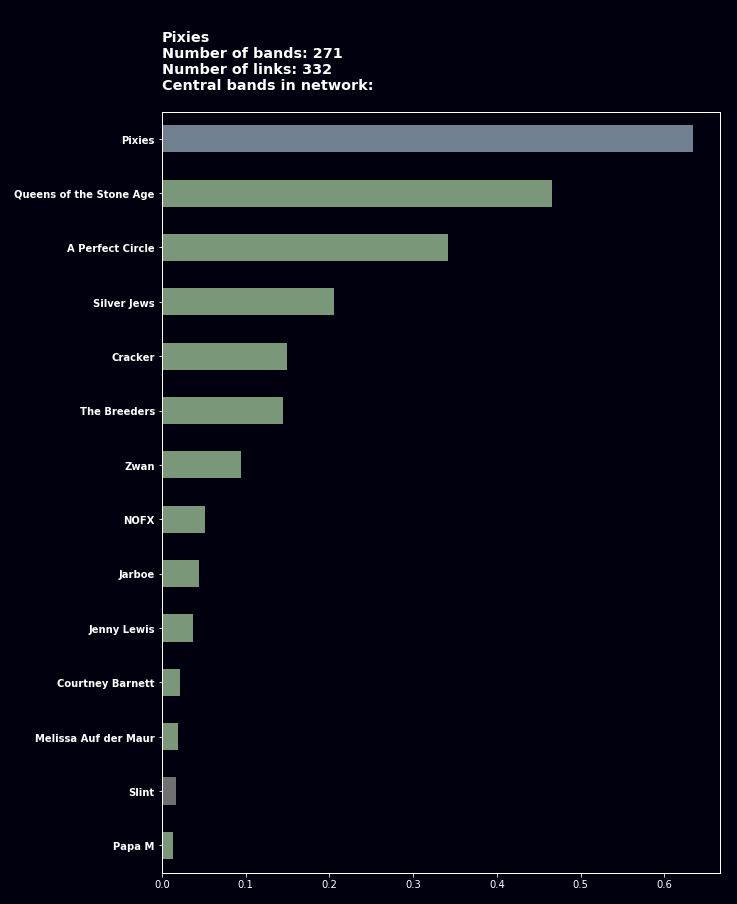 Pixies
Number of bands: 271
Number of links: 332
Central bands in network:
Pixies
Queens of the Stone Age
A Perfect Circle
Silver Jews
Cracker
The Breeders
Zwan
NOFX
Jarboe
Jenny Lewis
Courtney Barnett
Melissa Auf der Maur
Slint
Papa M
0.0 0.1 0.2 0.3 0.4 0.5 0.6